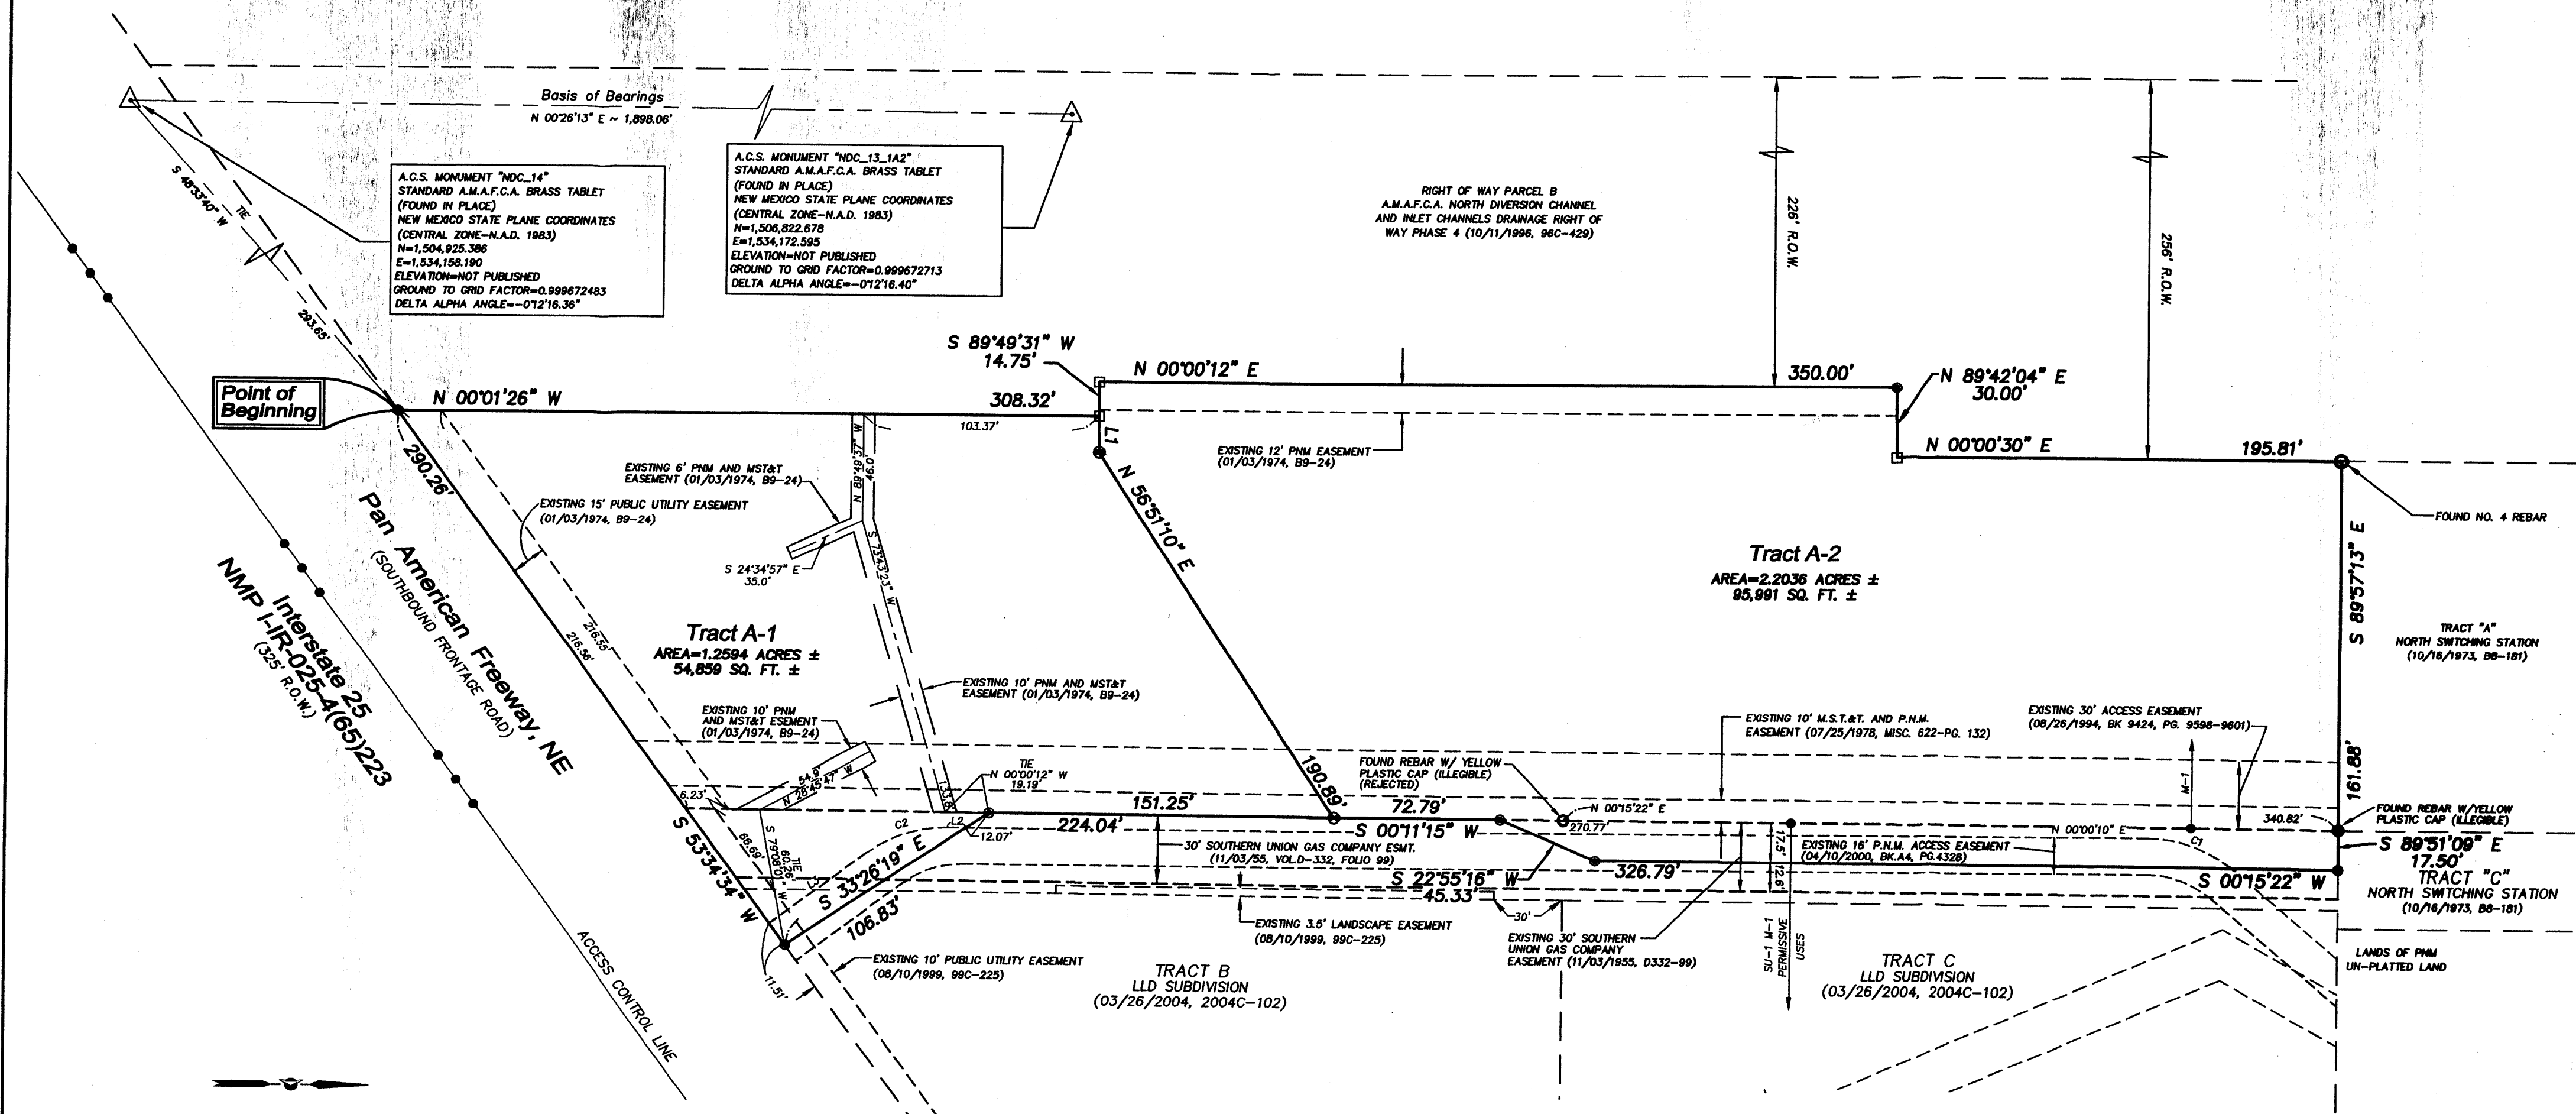 Basis of Bearings
N 00°26'13" E ~ 1,898.06'
A.C.S. MONUMENT "NDC_14"
STANDARD A.M.A.F.C.A. BRASS TABLET
(FOUND IN PLACE)
NEW MEXICO STATE PLANE COORDINATES
(CENTRAL ZONE-N.A.D. 1983)
N=1,504,925.386
E=1,534,158.190
ELEVATION=NOT PUBLISHED
GROUND TO GRID FACTOR=0.999672483
DELTA ALPHA ANGLE=-0°12'16.36"
A.C.S. MONUMENT "NDC_13_1A2"
STANDARD A.M.A.F.C.A. BRASS TABLET
(FOUND IN PLACE)
NEW MEXICO STATE PLANE COORDINATES
(CENTRAL ZONE-N.A.D. 1983)
N=1,506,822.678
E=1,534,172.595
ELEVATION=NOT PUBLISHED
GROUND TO GRID FACTOR=0.999672713
DELTA ALPHA ANGLE=-0°12'16.40"
RIGHT OF WAY PARCEL B
A.M.A.F.C.A. NORTH DIVERSION CHANNEL
AND INLET CHANNELS DRAINAGE RIGHT OF
WAY PHASE 4 (10/11/1996, 96C-429)
226' R.O.W.
256' R.O.W.
S 48°33'40" W
TIE
293.65'
Point of
Beginning
N 00°01'26" W
308.32'
103.37'
S 89°49'31" W
14.75'
L1
N 00°00'12" E
350.00'
N 89°42'04" E
30.00'
N 00°00'30" E
195.81'
EXISTING 12' PNM EASEMENT
(01/03/1974, B9-24)
FOUND NO. 4 REBAR
S 89°57'13" E
161.88'
290.26'
EXISTING 6' PNM AND MST&T
EASEMENT (01/03/1974, B9-24)
N 89°49'37" W
46.0'
EXISTING 15' PUBLIC UTILITY EASEMENT
(01/03/1974, B9-24)
S 24°34'57" E
35.0'
S 73°43'23" W
N 56°51'10" E
190.89'
Pan American Freeway, NE
(SOUTHBOUND FRONTAGE ROAD)
Interstate 25
NMP I-IR-025-4(65)223
(325' R.O.W.)
216.55'
216.56'
Tract A-1
AREA=1.2594 ACRES ±
54,859 SQ. FT. ±
Tract A-2
AREA=2.2036 ACRES ±
95,991 SQ. FT. ±
TRACT "A"
NORTH SWITCHING STATION
(10/16/1973, B8-181)
EXISTING 10' PNM AND MST&T
EASEMENT (01/03/1974, B9-24)
EXISTING 10' PNM
AND MST&T ESEMENT
(01/03/1974, B9-24)
54.9'
N 28°45'47" W
133.8'
TIE
N 00°00'12" W
19.19'
EXISTING 10' M.S.T.&T. AND P.N.M.
EASEMENT (07/25/1978, MISC. 622-PG. 132)
EXISTING 30' ACCESS EASEMENT
(08/26/1994, BK 9424, PG. 9598-9601)
M-1
FOUND REBAR W/ YELLOW
PLASTIC CAP (ILLEGIBLE)
(REJECTED)
N 00°15'22" E
270.77'
N 00°00'10" E
340.82'
C1
FOUND REBAR W/YELLOW
PLASTIC CAP (ILLEGIBLE)
S 89°51'09" E
17.50'
6.23'
66.69'
S 53°34'34" W
S 79°08'01" W
TIE
60.26'
C2
L2
L3
12.07'
151.25'
224.04'
72.79'
S 00°11'15" W
S 33°26'19" E
106.83'
30' SOUTHERN UNION GAS COMPANY ESMT.
(11/03/55, VOL.D-332, FOLIO 99)
S 22°55'16" W
45.33'
326.79'
17.5'
12.6'
EXISTING 16' P.N.M. ACCESS EASEMENT
(04/10/2000, BK.A4, PG.4328)
S 00°15'22" W
TRACT "C"
NORTH SWITCHING STATION
(10/16/1973, B8-181)
30'
EXISTING 3.5' LANDSCAPE EASEMENT
(08/10/1999, 99C-225)
EXISTING 30' SOUTHERN
UNION GAS COMPANY
EASEMENT (11/03/1955, D332-99)
SU-1 M-1
PERMISSIVE
USES
EXISTING 10' PUBLIC UTILITY EASEMENT
(08/10/1999, 99C-225)
11.51'
ACCESS CONTROL LINE
TRACT B
LLD SUBDIVISION
(03/26/2004, 2004C-102)
TRACT C
LLD SUBDIVISION
(03/26/2004, 2004C-102)
LANDS OF PNM
UN-PLATTED LAND